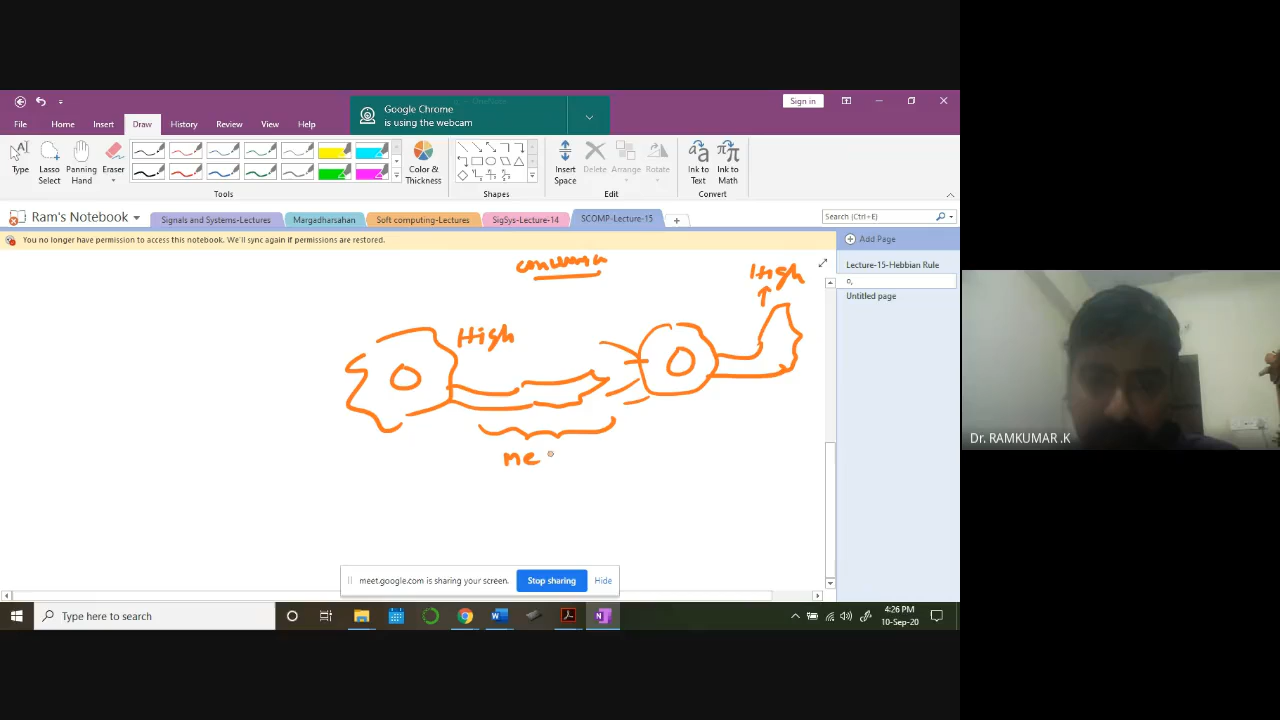 Google Chrome
is using the webcam
Sign in
File Home Insert Draw History Review View Help
Type
Lasso
Select
Panning
Hand
Eraser
Color &
Thickness
Insert
Space
Delete
Arrange
Rotate
Ink to
Text
Ink to
Math
Tools
Shapes
Edit
Convert
Ram's Notebook
Signals and Systems-Lectures
Margadharsahan
Soft computing-Lectures
SigSys-Lecture-14
SCOMP-Lecture-15
Search (Ctrl+E)
You no longer have permission to access this notebook. We'll sync again if permissions are restored.
Add Page
Lecture-15-Hebbian Rule
o,
Untitled page
High
High
me
Dr. RAMKUMAR .K
meet.google.com is sharing your screen.
Stop sharing
Hide
Type here to search
4:26 PM
10-Sep-20